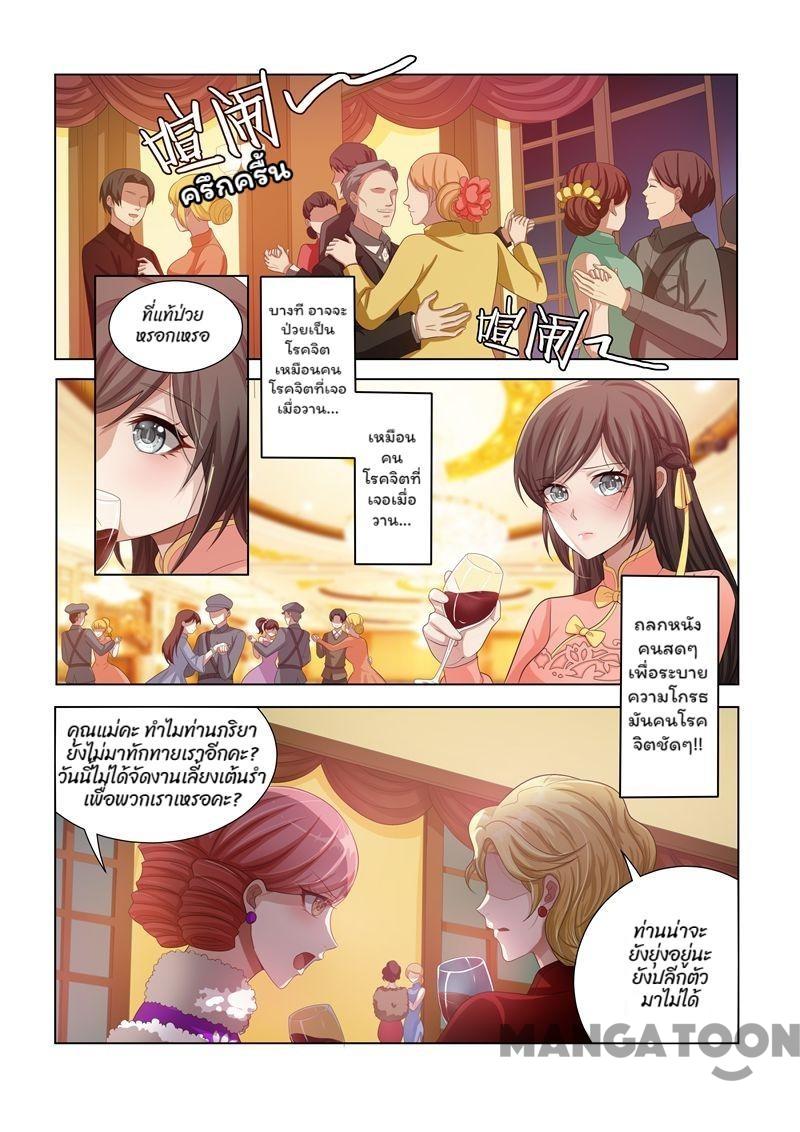 喧闹
ครึกครื้น
喧闹
ที่แท้ป่วย
หรอกเหรอ
บางที อาจจะ
ป่วยเป็น
โรคจิต
เหมือนคน
โรคจิตที่เจอ
เมื่อวาน...
เหมือน
คน
โรคจิตที่
เจอเมื่อ
วาน...
ถลกหนัง
คนสดๆ
เพื่อระบาย
ความโกรธ
มันคนโรค
จิตชัดๆ!!
คุณแม่คะ ทำไมท่านภริยา
ยังไม่มาทักทายเราอีกคะ?
วันนี้ไม่ได้จัดงานเลี้ยงเต้นรำ
เพื่อพวกเราเหรอคะ?
ท่านน่าจะ
ยังยุ่งอยู่นะ
ยังปลีกตัว
มาไม่ได้
MANGATOON